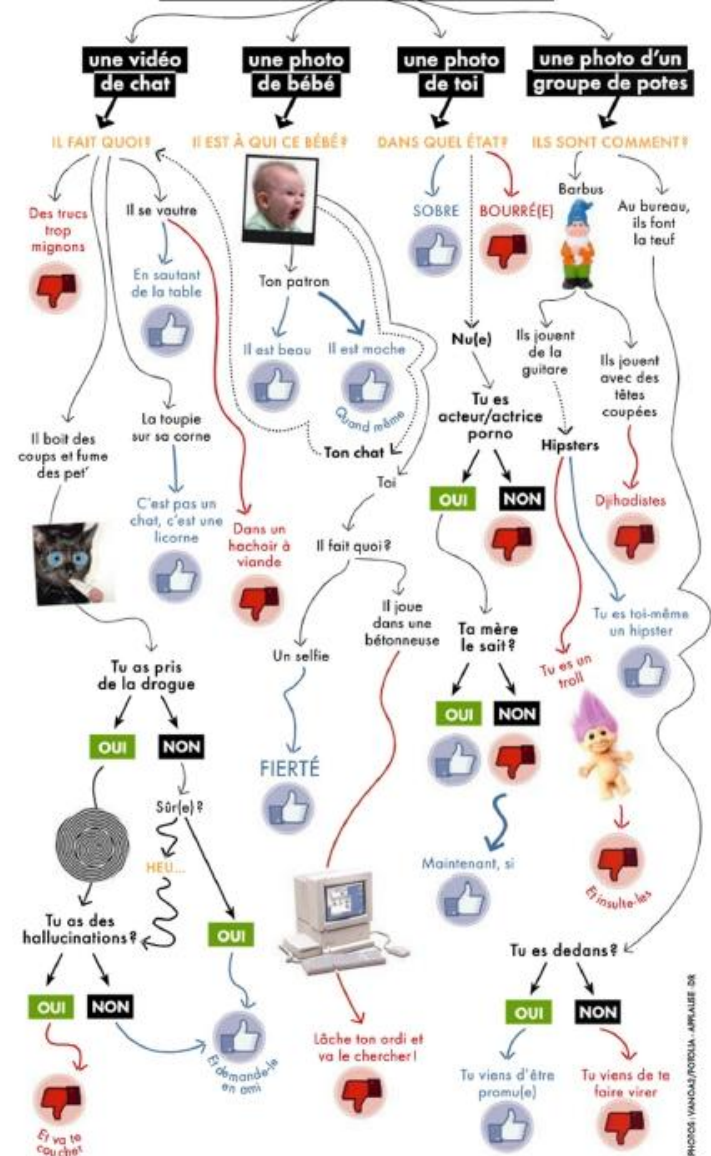 une vidéo
de chat
une photo
de bébé
une photo
de toi
une photo d'un
groupe de potes
IL FAIT QUOI?
Il EST À QUI CE BÉBÉ?
DANS QUEL ÉTAT?
ILS SONT COMMENT?
Des trucs
trop
mignons
Il se vautre
En sautant
de la table
Ton patron
Il est beau
Il est moche
Quand même
SOBRE
BOURRÉ(E)
Barbus
Au bureau,
ils font
la teuf
Nu(e)
Ils jouent
de la
guitare
Ils jouent
avec des
têtes
coupées
Tu es
acteur/actrice
porno
OUI
NON
Hipsters
Djihadistes
Il boit des
coups et fume
des pet'
La toupie
sur sa corne
C'est pas un
chat, c'est une
licorne
Dans un
hachoir à
viande
Ton chat
Toi
Il fait quoi?
Un selfie
Il joue
dans une
bétonneuse
FIERTÉ
Ta mère
le sait?
OUI
NON
Maintenant, si
Tu es toi-même
un hipster
Tu es un
troll
Et insulte-les
Tu as pris
de la drogue
OUI
NON
Sûr(e)?
HEU...
Tu as des
hallucinations?
OUI
OUI
NON
Et demande-le
en ami
Et va te
coucher
Lâche ton ordi et
va le chercher!
Tu es dedans?
OUI
NON
Tu viens d'être
promu(e)
Tu viens de te
faire virer
PHOTOS: VANOA2/FOTOLIA - APPLALISE -DR